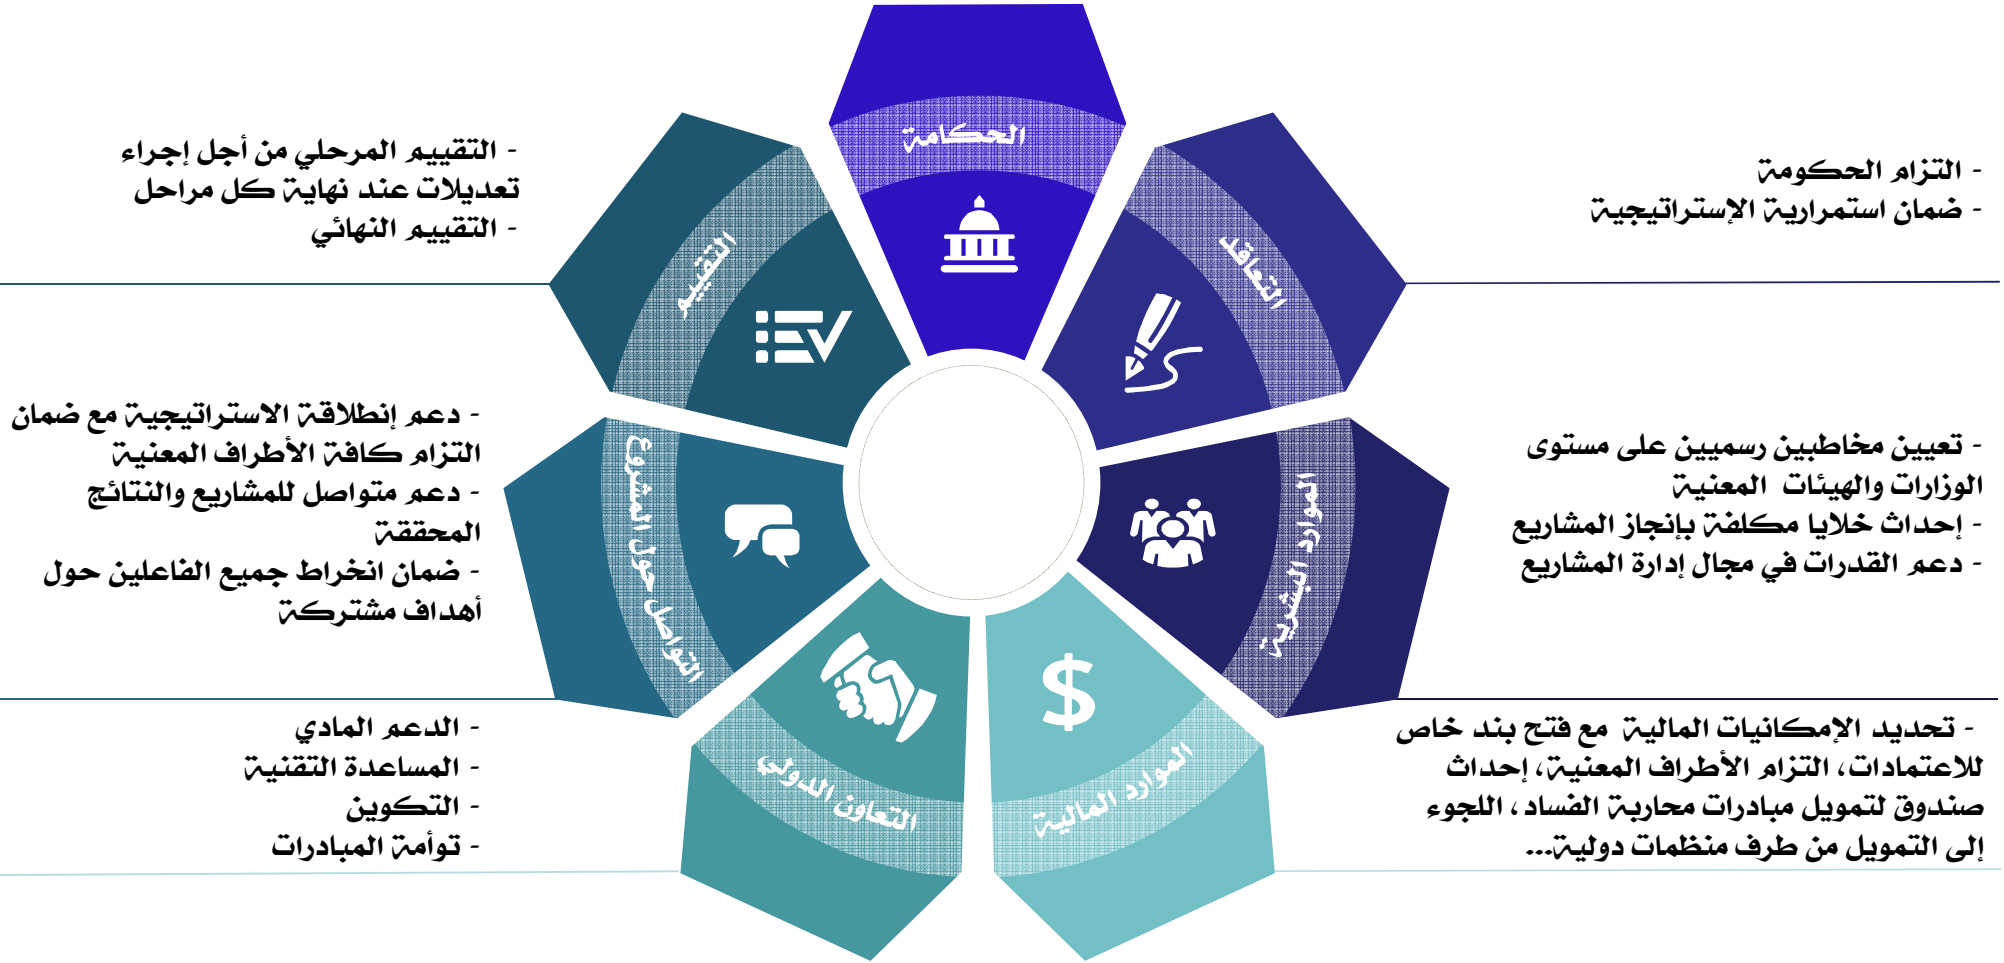 الحكامة
التعاقد
- التزام الحكومة
- ضمان استمرارية الإستراتيجية
الموارد البشرية
- تعيين مخاطبين رسميين على مستوى
الوزارات والهيئات المعنية
- إحداث خلايا مكلفة بإنجاز المشاريع
- دعم القدرات في مجال إدارة المشاريع
الموارد المالية
- تحديد الإمكانيات المالية مع فتح بند خاص
للاعتمادات، التزام الأطراف المعنية، إحداث
صندوق لتمويل مبادرات محاربة الفساد، اللجوء
إلى التمويل من طرف منظمات دولية...
التعاون الدولي
- الدعم المادي
- المساعدة التقنية
- التكوين
- توأمة المبادرات
التواصل حول المشروع
- دعم إنطلاقة الاستراتيجية مع ضمان
التزام كافة الأطراف المعنية
- دعم متواصل للمشاريع والنتائج
المحققة
- ضمان انخراط جميع الفاعلين حول
أهداف مشتركة
التقييم
- التقييم المرحلي من أجل إجراء
تعديلات عند نهاية كل مراحل
- التقييم النهائي